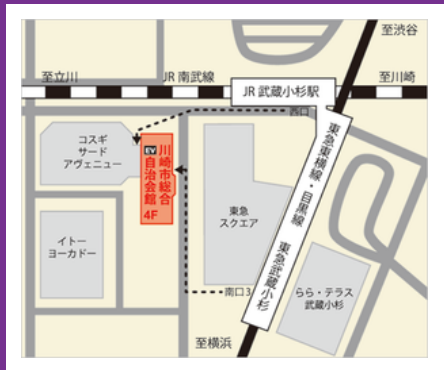 至渋谷
至立川
JR 南武線
JR 武蔵小杉駅
至川崎
西口
コスギ
サード
アヴェニュー
EV
川崎市総合
自治会館
4F
東急
スクエア
東急東横線・目黒線 東急武蔵小杉
イトー
ヨーカドー
南口3
らら・テラス
武蔵小杉
至横浜